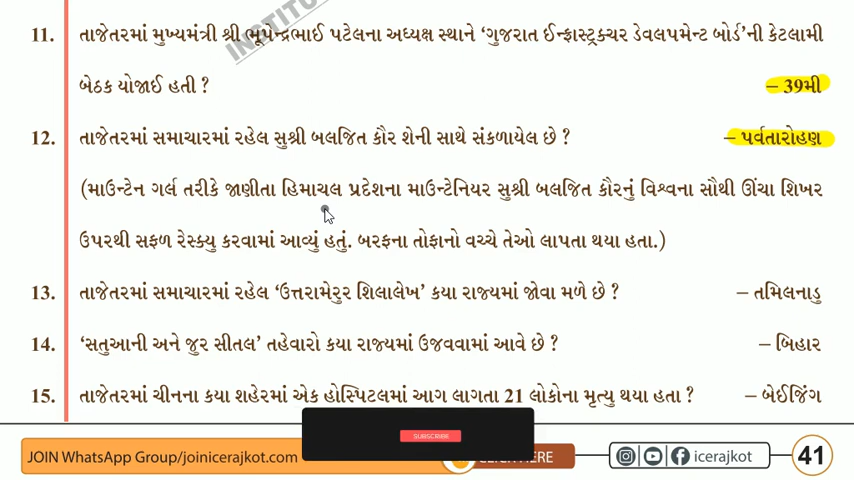 INSTITU
11. તાજેતરમાં મુખ્યમંત્રી શ્રી ભૂપેન્દ્રભાઈ પટેલના અધ્યક્ષ સ્થાને ‘ગુજરાત ઈન્ફ્રાસ્ટ્રક્ચર ડેવલપમેન્ટ બોર્ડ’ની કેટલામી
બેઠક યોજાઈ હતી ? – 39મી
12. તાજેતરમાં સમાચારમાં રહેલ સુશ્રી બલજિત કૌર શેની સાથે સંકળાયેલ છે ? – પર્વતારોહણ
(માઉન્ટેન ગર્લ તરીકે જાણીતા હિમાચલ પ્રદેશના માઉન્ટેનિયર સુશ્રી બલજિત કૌરનું વિશ્વના સૌથી ઊંચા શિખર
ઉપરથી સફળ રેસ્ક્યુ કરવામાં આવ્યું હતું. બરફના તોફાનો વચ્ચે તેઓ લાપતા થયા હતા.)
13. તાજેતરમાં સમાચારમાં રહેલ ‘ઉત્તરામેરુર શિલાલેખ’ કયા રાજ્યમાં જોવા મળે છે ? – તમિલનાડુ
14. ‘સતુઆની અને જુર સીતલ’ તહેવારો કયા રાજ્યમાં ઉજવવામાં આવે છે ? – બિહાર
15. તાજેતરમાં ચીનના કયા શહેરમાં એક હોસ્પિટલમાં આગ લાગતા 21 લોકોના મૃત્યુ થયા હતા ? – બેઈજિંગ
SUBSCRIBE
JOIN WhatsApp Group/joinicerajkot.com HERE icerajkot 41